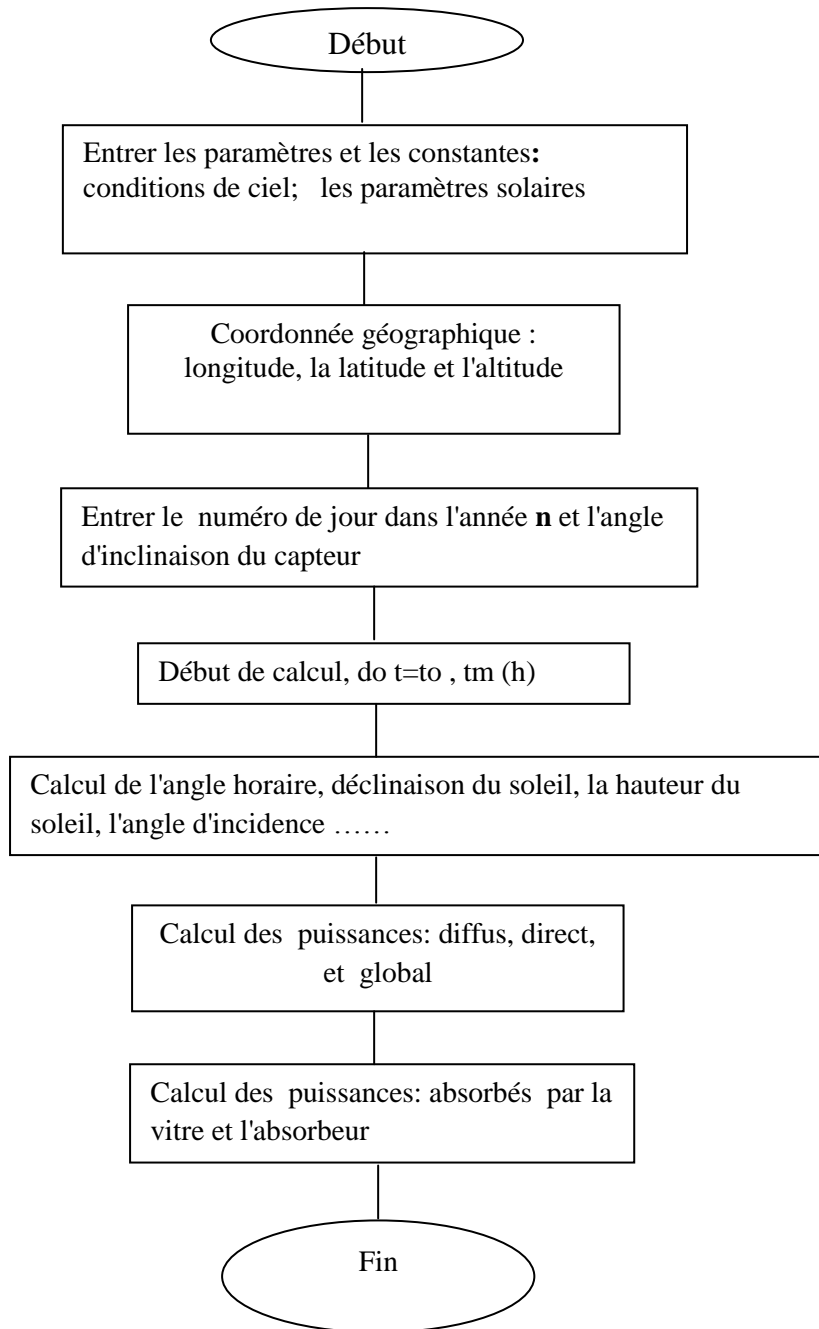 Début
Entrer les paramètres et les constantes:
conditions de ciel; les paramètres solaires
Coordonnée géographique :
longitude, la latitude et l'altitude
Entrer le numéro de jour dans l'année n et l'angle
d'inclinaison du capteur
Début de calcul, do t=to , tm (h)
Calcul de l'angle horaire, déclinaison du soleil, la hauteur du
soleil, l'angle d'incidence ……
Calcul des puissances: diffus, direct,
et global
Calcul des puissances: absorbés par la
vitre et l'absorbeur
Fin